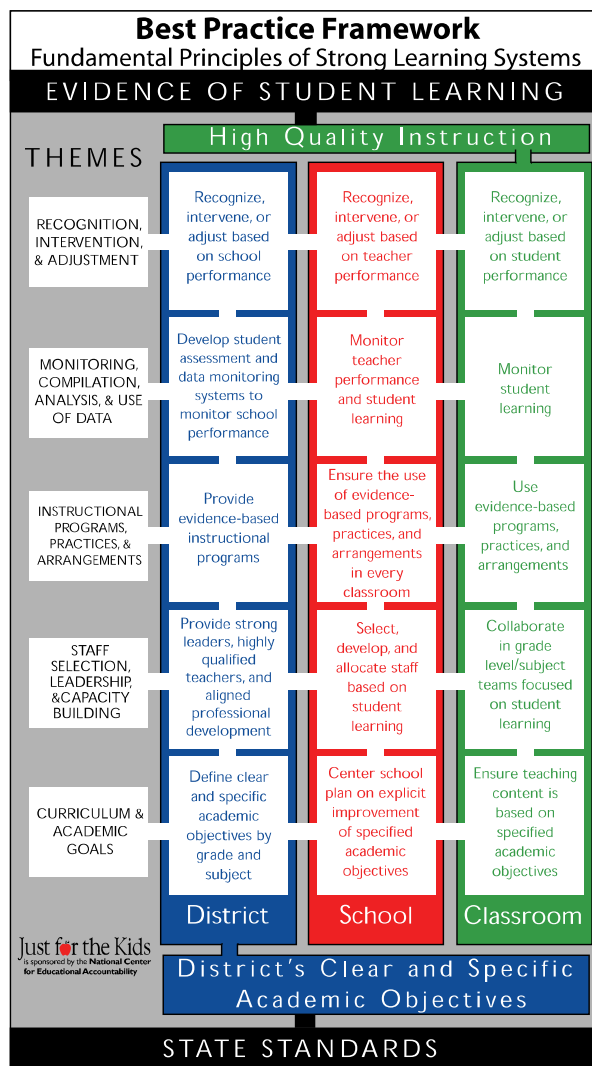 Best Practice Framework
Fundamental Principles of Strong Learning Systems
EVIDENCE OF STUDENT LEARNING
High Quality Instruction
THEMES
RECOGNITION,
INTERVENTION,
& ADJUSTMENT
Recognize,
intervene, or
adjust based
on school
performance
Recognize,
intervene, or
adjust based
on teacher
performance
Recognize,
intervene, or
adjust based
on student
performance
MONITORING,
COMPILATION,
ANALYSIS, & USE
OF DATA
Develop student
assessment and
data monitoring
systems to
monitor school
performance
Monitor
teacher
performance
and student
learning
Monitor
student
learning
INSTRUCTIONAL
PROGRAMS,
PRACTICES, &
ARRANGEMENTS
Provide
evidence-based
instructional
programs
Ensure the use
of evidence-
based programs,
practices, and
arrangements
in every
classroom
Use
evidence-based
programs,
practices, and
arrangements
STAFF
SELECTION,
LEADERSHIP,
&CAPACITY
BUILDING
Provide strong
leaders, highly
qualified
teachers, and
aligned
professional
development
Select,
develop, and
allocate staff
based on
student
learning
Collaborate
in grade
level/subject
teams focused
on student
learning
CURRICULUM &
ACADEMIC
GOALS
Define clear
and specific
academic
objectives by
grade and
subject
Center school
plan on explicit
improvement
of specified
academic
objectives
Ensure teaching
content is
based on
specified
academic
objectives
District
School
Classroom
Just for the Kids
is sponsored by the National Center
for Educational Accountability
District's Clear and Specific
Academic Objectives
STATE STANDARDS